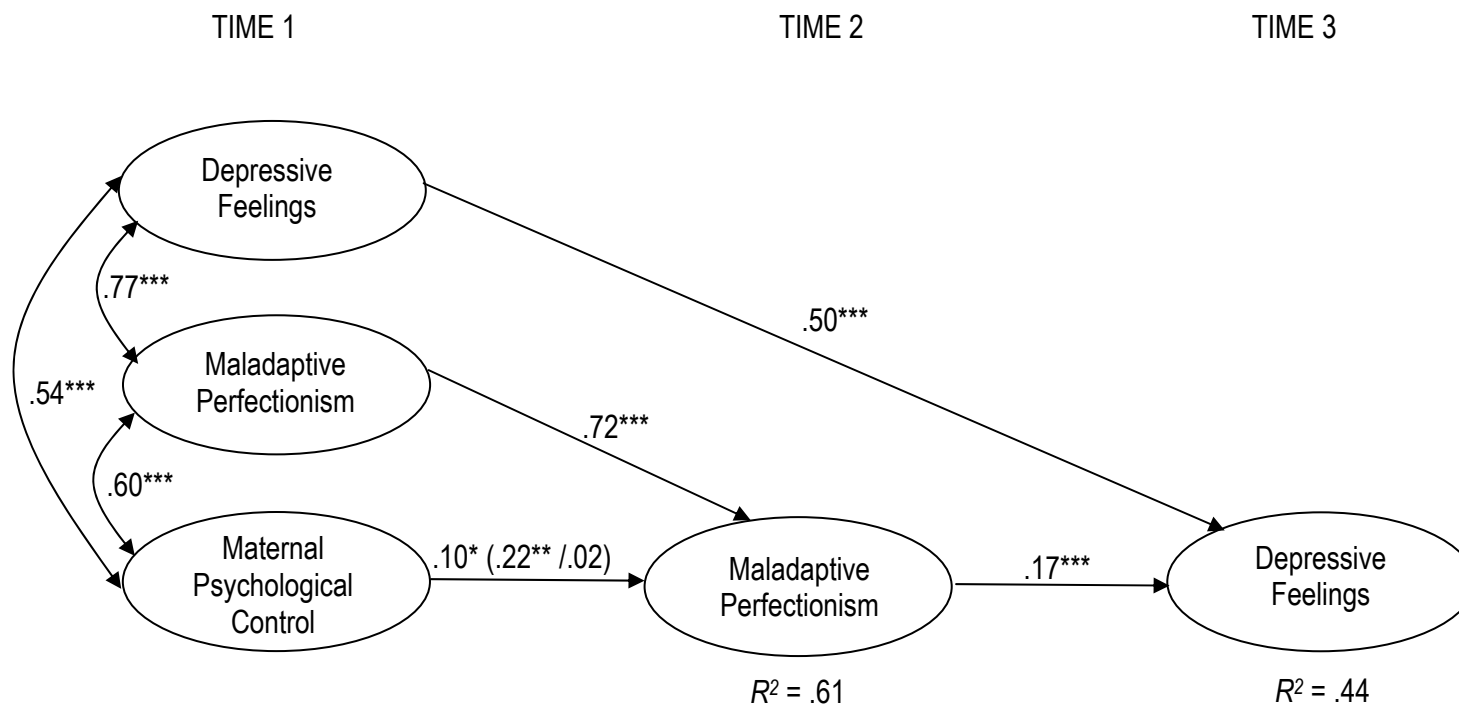 TIME 1
TIME 2
TIME 3
Depressive
Feelings
.77***
.50***
Maladaptive
Perfectionism
.54***
.72***
.60***
Maternal
Psychological
Control
.10* (.22** /.02)
Maladaptive
Perfectionism
.17***
Depressive
Feelings
R² = .61
R² = .44